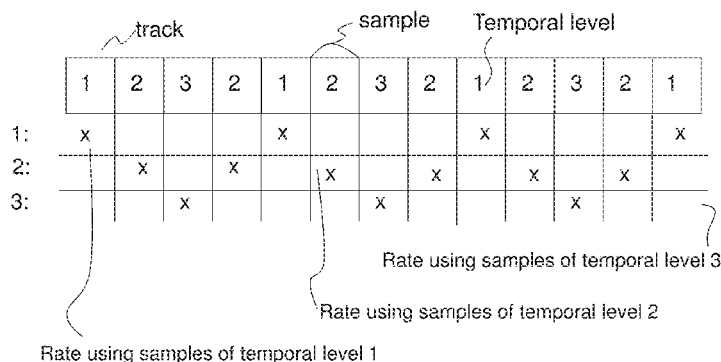 track sample Temporal level
1 2 3 2 1 2 3 2 1 2 3 2 1
1: x x x x
2: x x x x x x
3: x x x
Rate using samples of temporal level 3
Rate using samples of temporal level 2
Rate using samples of temporal level 1